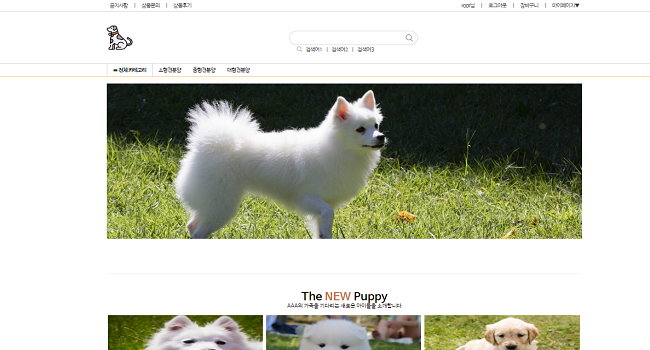 공지사항 | 상품문의 | 상품후기
root님 | 로그아웃 | 장바구니 | 마이페이지▼
검색어1 | 검색어2 | 검색어3
전체 카테고리 소형견분양 중형견분양 대형견분양
The NEW Puppy
AAA의 가족을 기다리는 새로운 아이들을 소개합니다.